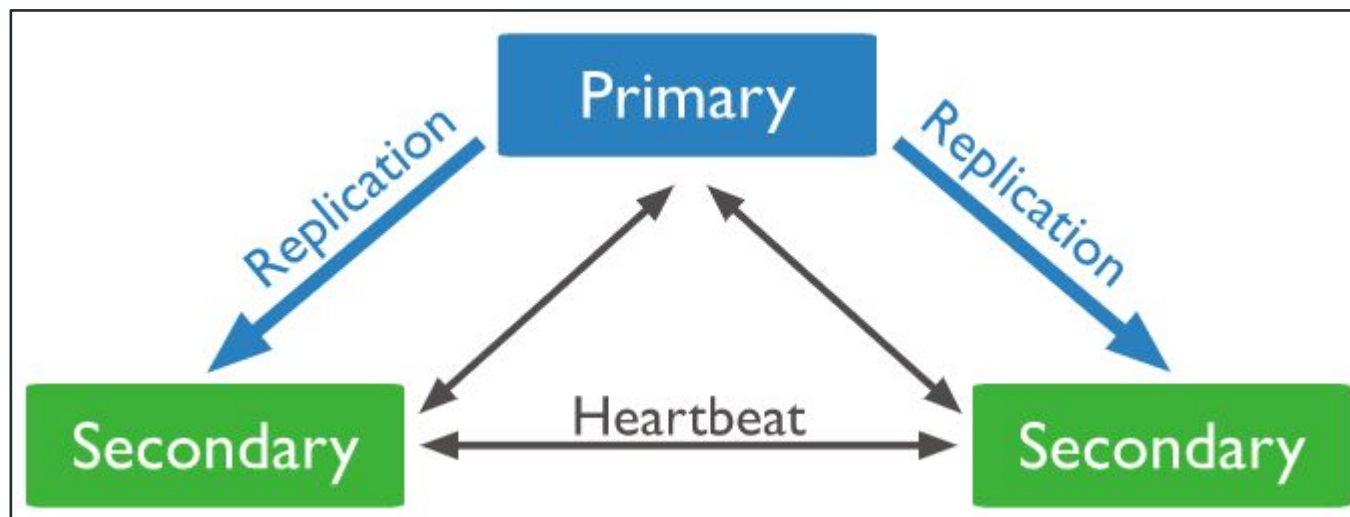 Primary
Replication
Replication
Heartbeat
Secondary
Secondary